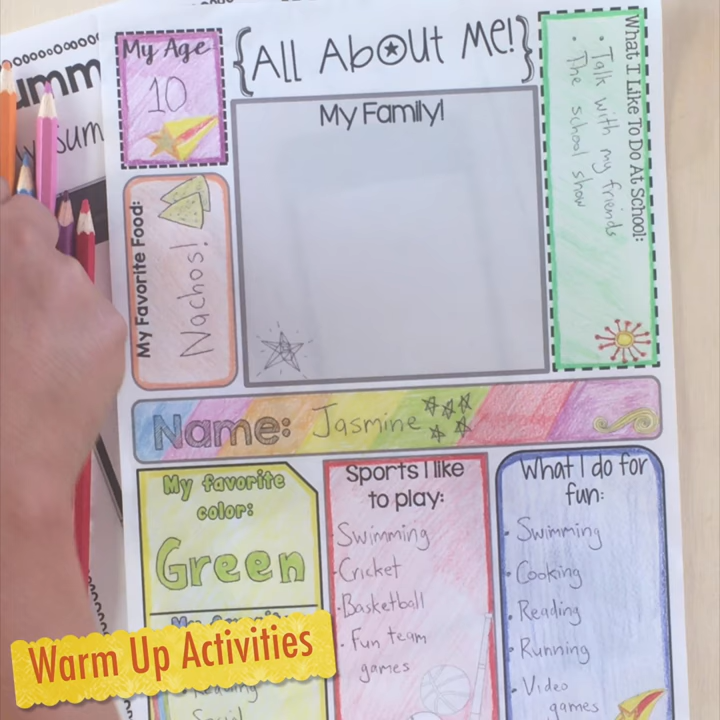 My Age
10
{All About Me!}
What I Like To Do At School:
• Talk with my friends
• The school show
My Family!
My Favorite Food:
Nachos!
Name: Jasmine
My favorite
color:
Green
Sports I like
to play:
• Swimming
• Cricket
• Basketball
• Fun team
games
What I do for
fun:
• Swimming
• Cooking
• Reading
• Running
• Video
games
Warm Up Activities